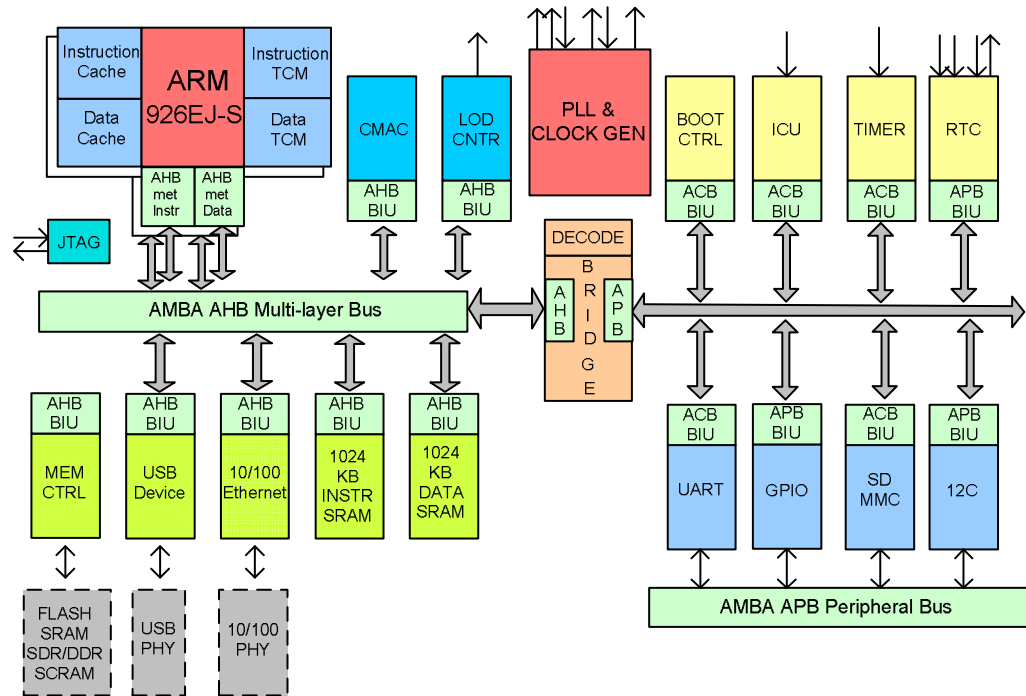 Instruction
Cache
ARM
926EJ-S
Instruction
TCM
Data
Cache
Data
TCM
AHB
met
Instr
AHB
met
Data
JTAG
CMAC
AHB
BIU
LOD
CNTR
AHB
BIU
PLL &
CLOCK GEN
BOOT
CTRL
ACB
BIU
ICU
ACB
BIU
TIMER
ACB
BIU
RTC
APB
BIU
DECODE
BRIDGE
AHB
APB
AMBA AHB Multi-layer Bus
AHB
BIU
MEM
CTRL
AHB
BIU
USB
Device
AHB
BIU
10/100
Ethernet
AHB
BIU
1024
KB
INSTR
SRAM
AHB
BIU
1024
KB
DATA
SRAM
ACB
BIU
UART
APB
BIU
GPIO
ACB
BIU
SD
MMC
APB
BIU
12C
FLASH
SRAM
SDR/DDR
SCRAM
USB
PHY
10/100
PHY
AMBA APB Peripheral Bus